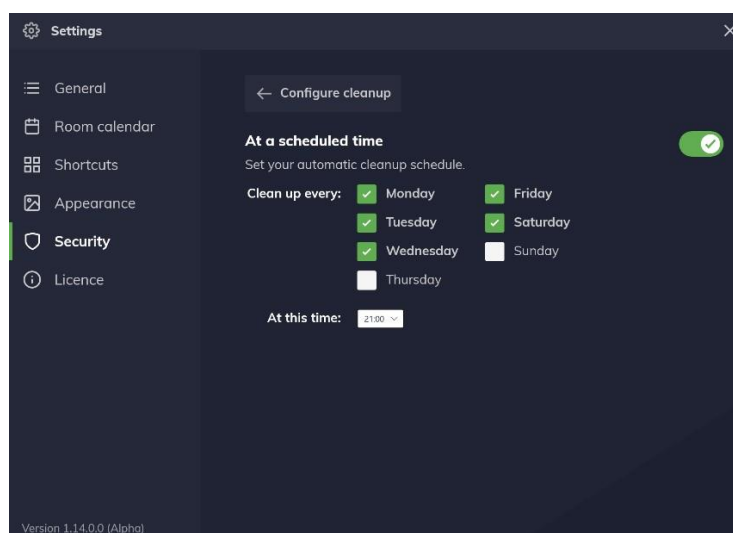 Settings
General
Room calendar
Shortcuts
Appearance
Security
Licence
Version 1.14.0.0 (Alpha)
Configure cleanup
At a scheduled time
Set your automatic cleanup schedule.
Clean up every: Monday Friday
Tuesday Saturday
Wednesday Sunday
Thursday
At this time: 21:00